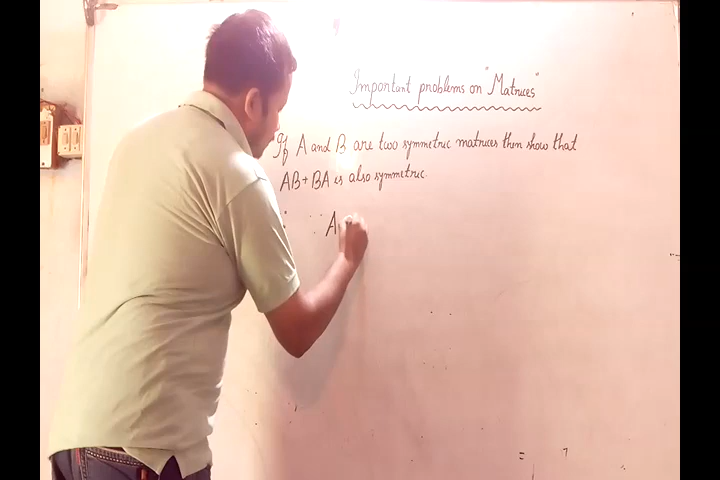 Important problems on "Matrices"
If A and B are two symmetric matrices then show that
AB + BA is also symmetric.
∵ A